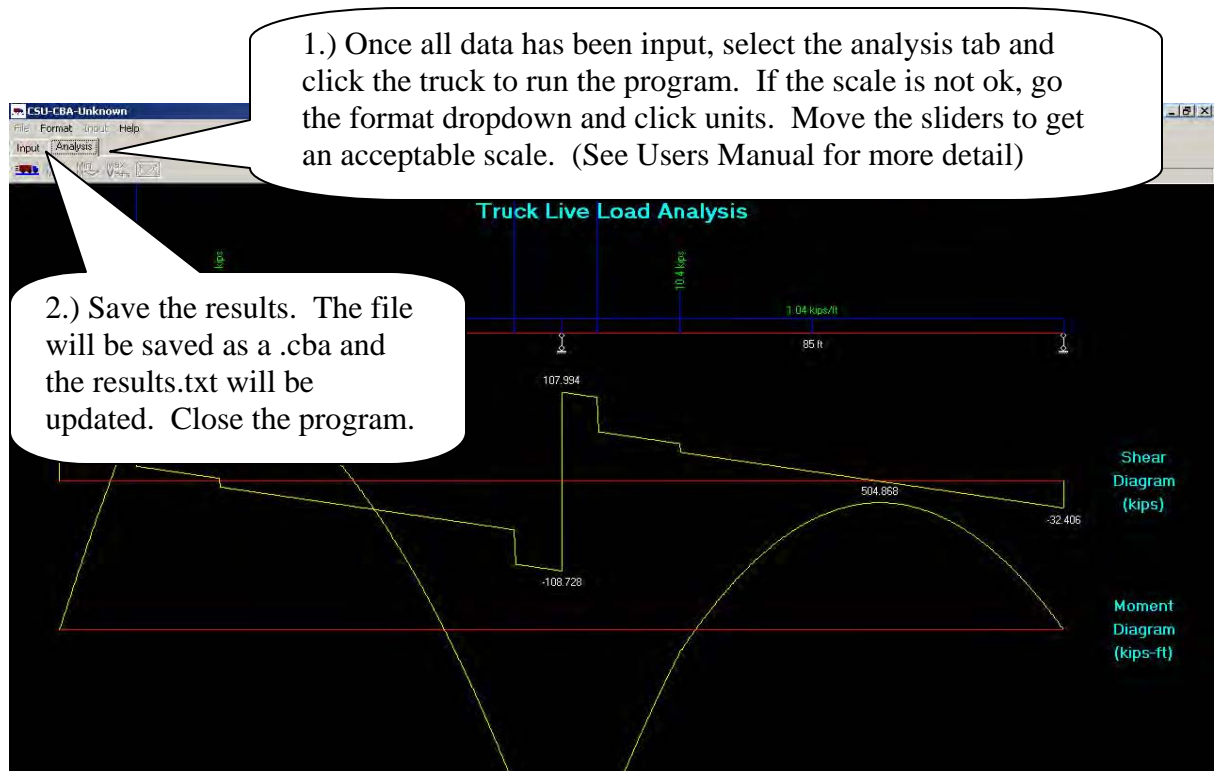 1.) Once all data has been input, select the analysis tab and
click the truck to run the program.  If the scale is not ok, go
the format dropdown and click units.  Move the sliders to get
an acceptable scale.  (See Users Manual for more detail)
CSU-CBA-Unknown
File Format Input Help
Input Analysis
Truck Live Load Analysis
kips
10.4 kips
1.04 kips/ft
85 ft
2.) Save the results.  The file
will be saved as a .cba and
the results.txt will be
updated.  Close the program.
107.994
504.868
-32.406
-108.728
Shear
Diagram
(kips)
Moment
Diagram
(kips-ft)